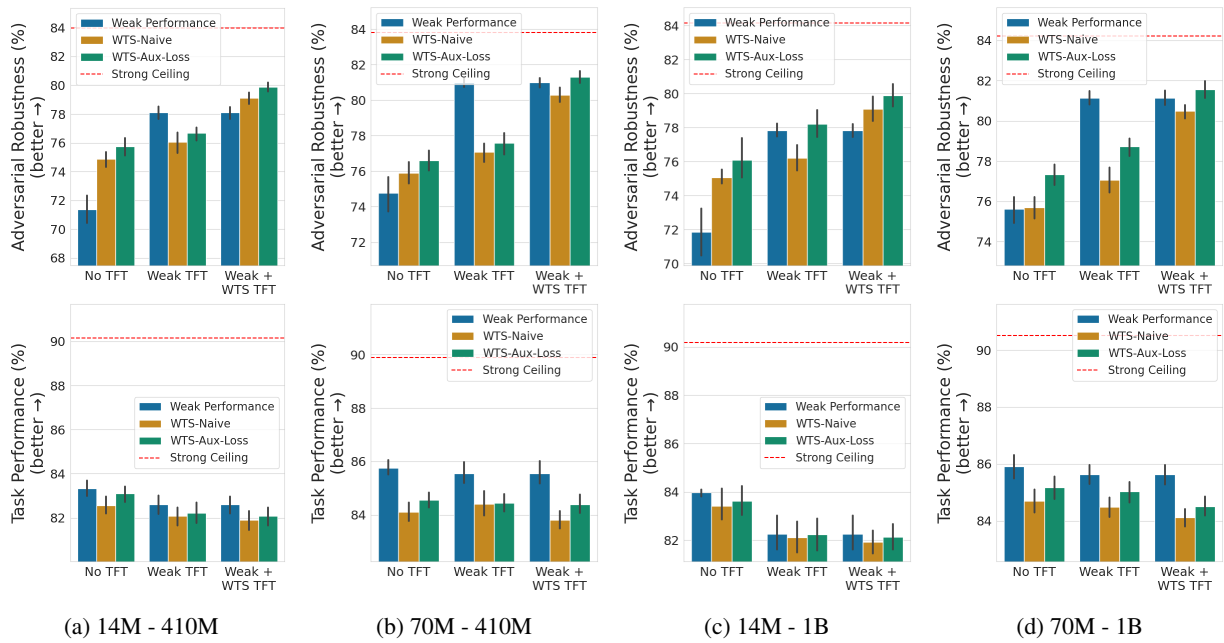 Adversarial Robustness (%)
(better →)
84
82
80
78
76
74
72
70
68
Weak Performance
WTS-Naive
WTS-Aux-Loss
Strong Ceiling
No TFT
Weak TFT
Weak +
WTS TFT
Adversarial Robustness (%)
(better →)
84
82
80
78
76
74
72
Weak Performance
WTS-Naive
WTS-Aux-Loss
Strong Ceiling
No TFT
Weak TFT
Weak +
WTS TFT
Adversarial Robustness (%)
(better →)
84
82
80
78
76
74
72
70
Weak Performance
WTS-Naive
WTS-Aux-Loss
Strong Ceiling
No TFT
Weak TFT
Weak +
WTS TFT
Adversarial Robustness (%)
(better →)
84
82
80
78
76
74
Weak Performance
WTS-Naive
WTS-Aux-Loss
Strong Ceiling
No TFT
Weak TFT
Weak +
WTS TFT
Task Performance (%)
(better →)
90
88
86
84
82
Weak Performance
WTS-Naive
WTS-Aux-Loss
Strong Ceiling
No TFT
Weak TFT
Weak +
WTS TFT
Task Performance (%)
(better →)
90
88
86
84
Weak Performance
WTS-Naive
WTS-Aux-Loss
Strong Ceiling
No TFT
Weak TFT
Weak +
WTS TFT
Task Performance (%)
(better →)
90
88
86
84
82
Weak Performance
WTS-Naive
WTS-Aux-Loss
Strong Ceiling
No TFT
Weak TFT
Weak +
WTS TFT
Task Performance (%)
(better →)
90
88
86
84
Weak Performance
WTS-Naive
WTS-Aux-Loss
Strong Ceiling
No TFT
Weak TFT
Weak +
WTS TFT
(a) 14M - 410M
(b) 70M - 410M
(c) 14M - 1B
(d) 70M - 1B